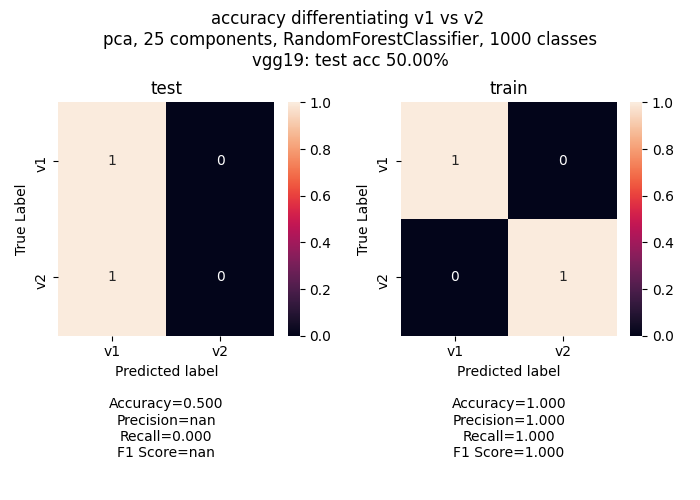 accuracy differentiating v1 vs v2
pca, 25 components, RandomForestClassifier, 1000 classes
vgg19: test acc 50.00%
test
True Label
v1
v2
1
0
1
0
v1
v2
Predicted label
1.0
0.8
0.6
0.4
0.2
0.0
Accuracy=0.500
Precision=nan
Recall=0.000
F1 Score=nan
train
True Label
v1
v2
1
0
0
1
v1
v2
Predicted label
1.0
0.8
0.6
0.4
0.2
0.0
Accuracy=1.000
Precision=1.000
Recall=1.000
F1 Score=1.000